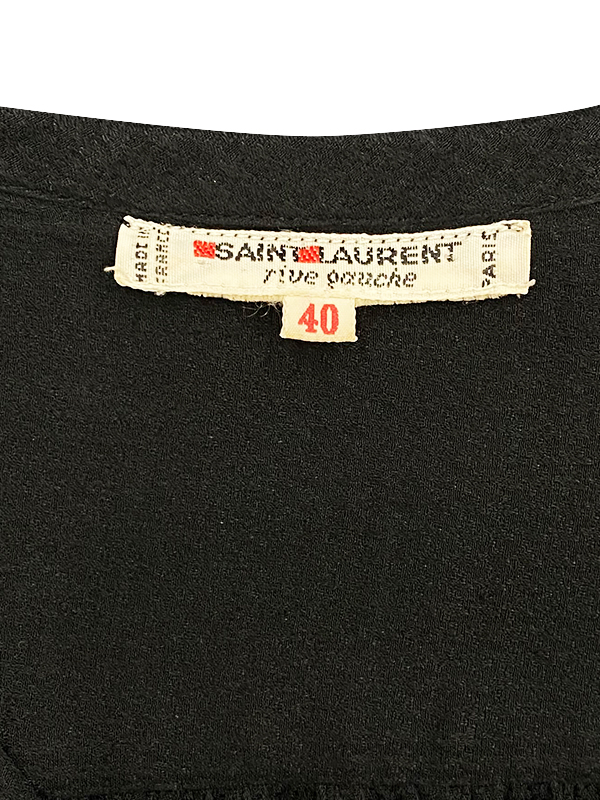 MADE IN
FRANCE
SAINT LAURENT
rive gauche
PARIS
40